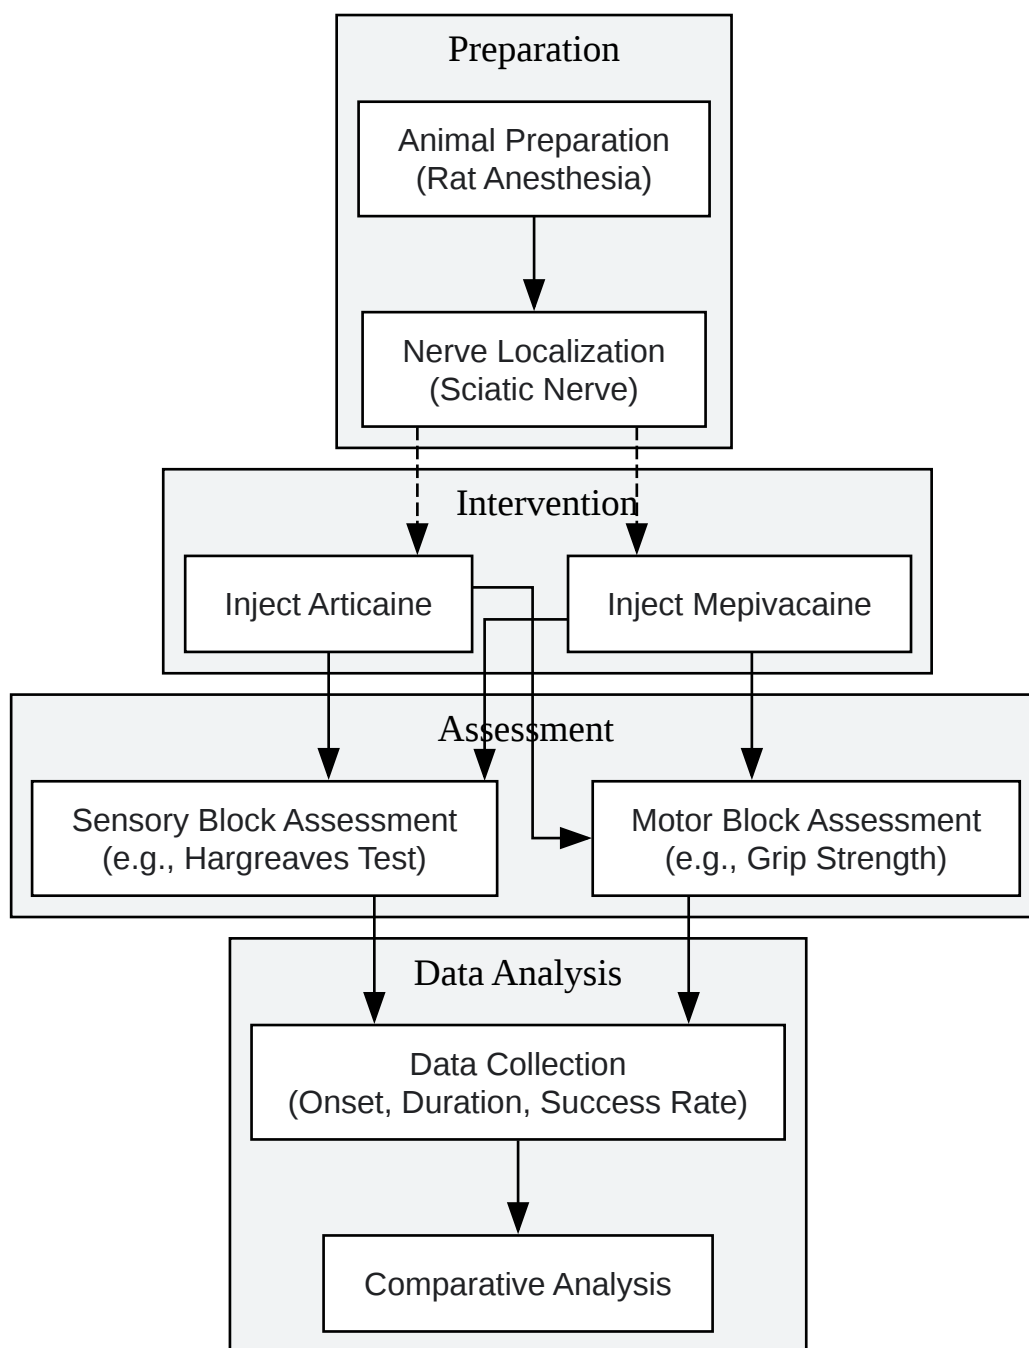 Preparation
Animal Preparation
(Rat Anesthesia)
Nerve Localization
(Sciatic Nerve)
Intervention
Inject Articaine
Inject Mepivacaine
Assessment
Sensory Block Assessment
(e.g., Hargreaves Test)
Motor Block Assessment
(e.g., Grip Strength)
Data Analysis
Data Collection
(Onset, Duration, Success Rate)
Comparative Analysis